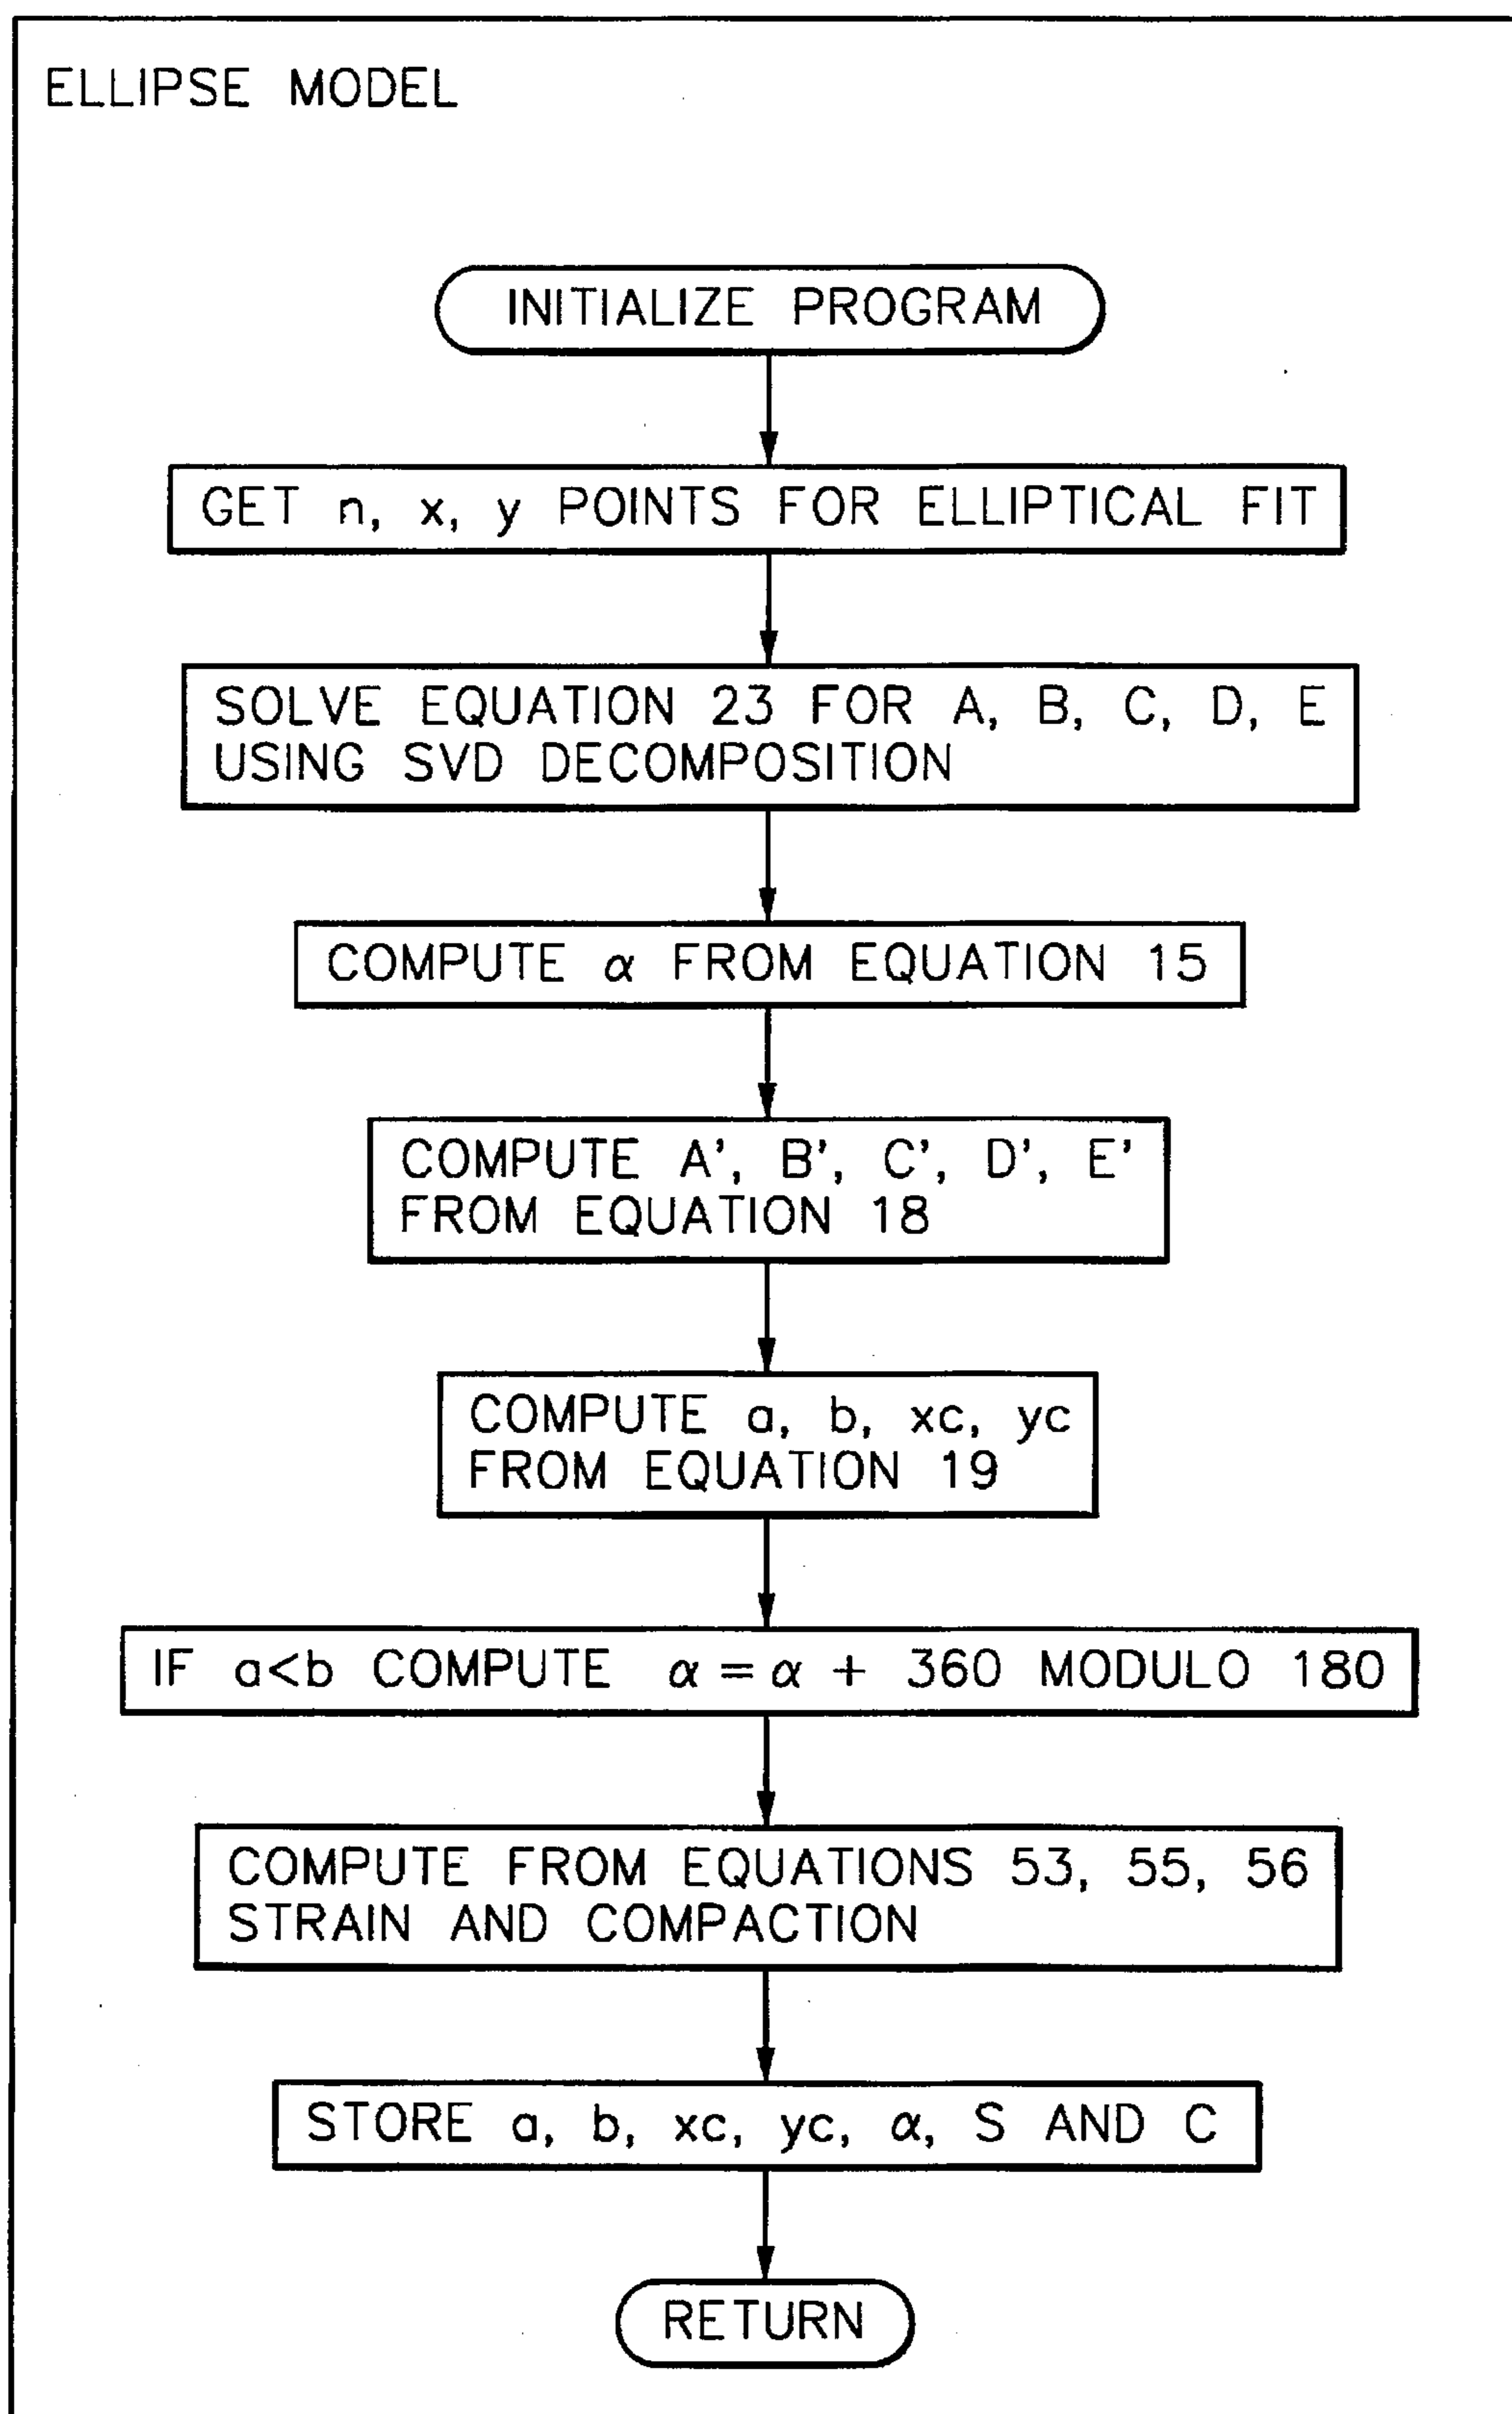 ELLIPSE MODEL
INITIALIZE PROGRAM
GET n, x, y POINTS FOR ELLIPTICAL FIT
SOLVE EQUATION 23 FOR A, B, C, D, E
USING SVD DECOMPOSITION
COMPUTE α FROM EQUATION 15
COMPUTE A', B', C', D', E'
FROM EQUATION 18
COMPUTE a, b, xc, yc
FROM EQUATION 19
IF a<b COMPUTE α = α + 360 MODULO 180
COMPUTE FROM EQUATIONS 53, 55, 56
STRAIN AND COMPACTION
STORE a, b, xc, yc, α, S AND C
RETURN